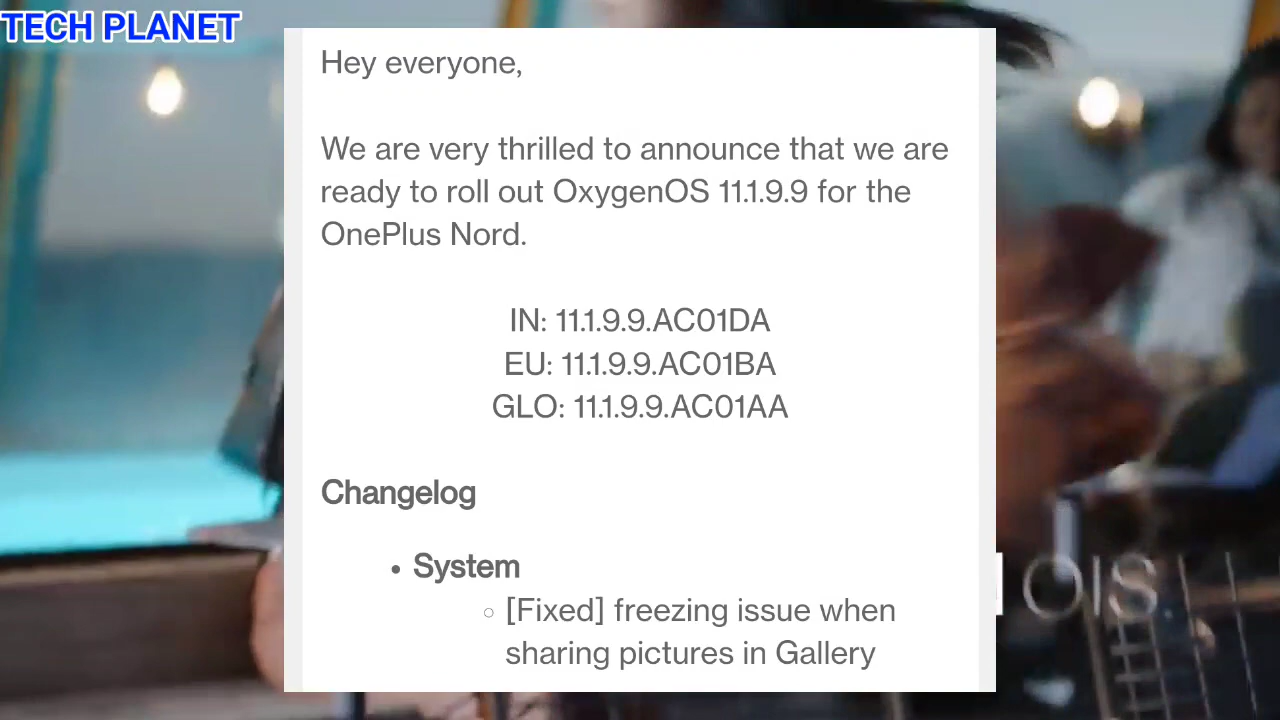 TECH PLANET
Hey everyone,
We are very thrilled to announce that we are
ready to roll out OxygenOS 11.1.9.9 for the
OnePlus Nord.
IN: 11.1.9.9.AC01DA
EU: 11.1.9.9.AC01BA
GLO: 11.1.9.9.AC01AA
Changelog
• System
○ [Fixed] freezing issue when
sharing pictures in Gallery
OIS